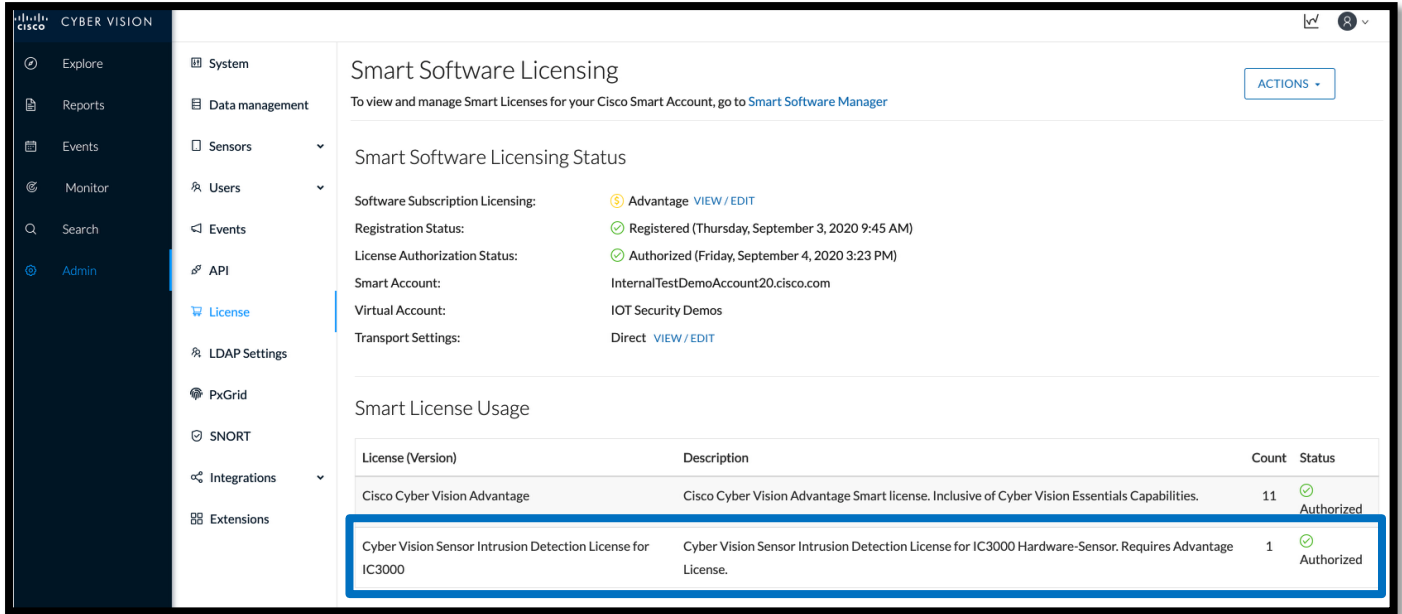 CISCO CYBER VISION
Explore
Reports
Events
Monitor
Search
Admin
System
Data management
Sensors
Users
Events
API
License
LDAP Settings
PxGrid
SNORT
Integrations
Extensions
Smart Software Licensing
ACTIONS
To view and manage Smart Licenses for your Cisco Smart Account, go to Smart Software Manager
Smart Software Licensing Status
Software Subscription Licensing: $ Advantage VIEW / EDIT
Registration Status: Registered (Thursday, September 3, 2020 9:45 AM)
License Authorization Status: Authorized (Friday, September 4, 2020 3:23 PM)
Smart Account: InternalTestDemoAccount20.cisco.com
Virtual Account: IOT Security Demos
Transport Settings: Direct VIEW / EDIT
Smart License Usage
License (Version) Description Count Status
Cisco Cyber Vision Advantage Cisco Cyber Vision Advantage Smart license. Inclusive of Cyber Vision Essentials Capabilities. 11
Authorized
Cyber Vision Sensor Intrusion Detection License for Cyber Vision Sensor Intrusion Detection License for IC3000 Hardware-Sensor. Requires Advantage 1
Authorized
IC3000 License.